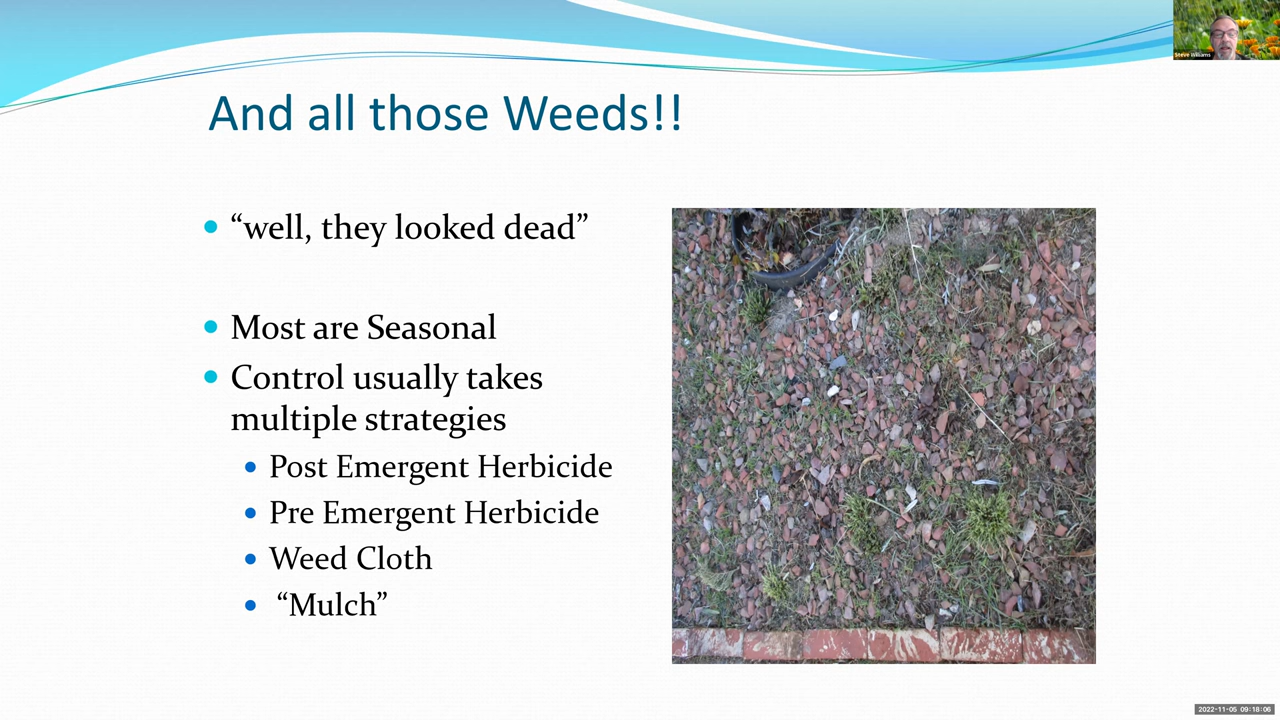 Steve Williams
And all those Weeds!!
“well, they looked dead”
Most are Seasonal
Control usually takes
multiple strategies
Post Emergent Herbicide
Pre Emergent Herbicide
Weed Cloth
“Mulch”
2022-11-05 09:18:06